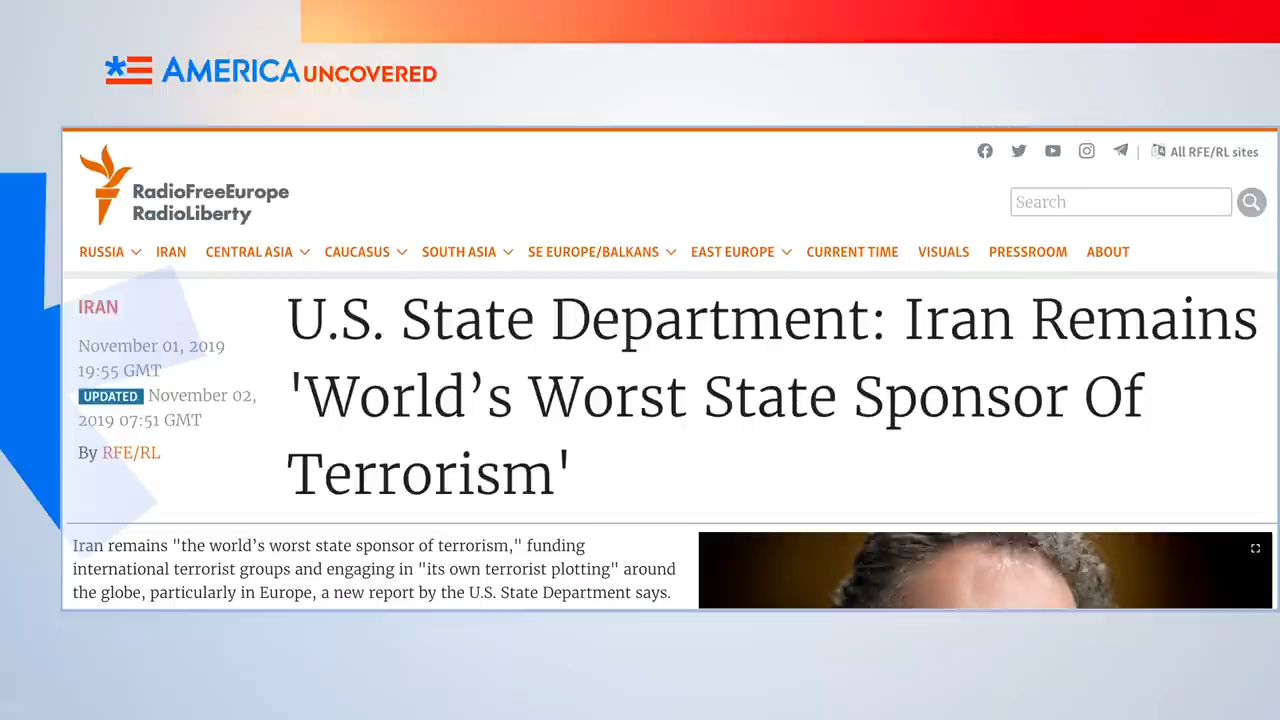 AMERICA UNCOVERED
RadioFreeEurope
RadioLiberty
All RFE/RL sites
Search
RUSSIA IRAN CENTRAL ASIA CAUCASUS SOUTH ASIA SE EUROPE/BALKANS EAST EUROPE CURRENT TIME VISUALS PRESSROOM ABOUT
IRAN
November 01, 2019
19:55 GMT
UPDATED November 02,
2019 07:51 GMT
By RFE/RL
U.S. State Department: Iran Remains
'World’s Worst State Sponsor Of
Terrorism'
Iran remains "the world’s worst state sponsor of terrorism," funding
international terrorist groups and engaging in "its own terrorist plotting" around
the globe, particularly in Europe, a new report by the U.S. State Department says.